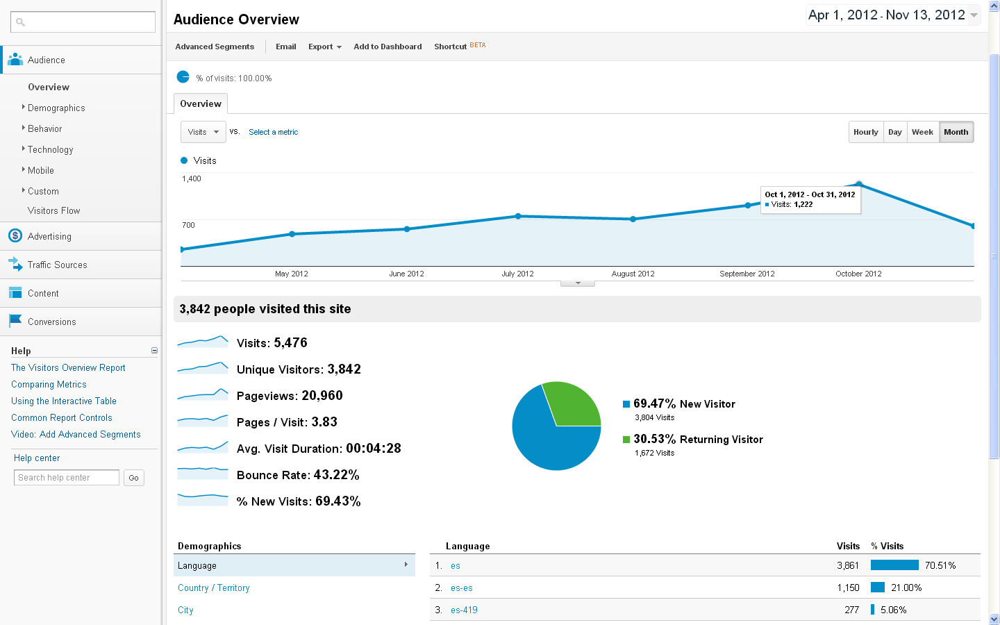 Audience
Overview
Demographics
Behavior
Technology
Mobile
Custom
Visitors Flow
Advertising
Traffic Sources
Content
Conversions
Help
The Visitors Overview Report
Comparing Metrics
Using the Interactive Table
Common Report Controls
Video: Add Advanced Segments
Help center
Search help center Go
Audience Overview
Apr 1, 2012 - Nov 13, 2012
Advanced Segments Email Export Add to Dashboard Shortcut BETA
% of visits: 100.00%
Overview
Visits vs. Select a metric
Hourly Day Week Month
Visits
1,400
700
Oct 1, 2012 - Oct 31, 2012
Visits: 1,222
May 2012 June 2012 July 2012 August 2012 September 2012 October 2012
3,842 people visited this site
Visits: 5,476
Unique Visitors: 3,842
Pageviews: 20,960
Pages / Visit: 3.83
Avg. Visit Duration: 00:04:28
Bounce Rate: 43.22%
% New Visits: 69.43%
69.47% New Visitor
3,804 Visits
30.53% Returning Visitor
1,672 Visits
Demographics
Language
Country / Territory
City
Language Visits % Visits
1. es 3,861 70.51%
2. es-es 1,150 21.00%
3. es-419 277 5.06%